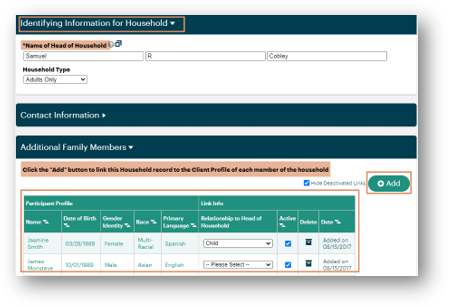 Identifying Information for Household
*Name of Head of Household
Samuel R Cobley
Household Type
Adults Only
Contact Information
Additional Family Members
Click the "Add" button to link this Household record to the Client Profile of each member of the household
Hide Deactivated Links
Add
Participant Profile Link Info
Name Date of Birth Gender Identity Race Primary Language Relationship to Head of Household Active Delete Date
Jasmine Smith 03/28/1988 Female Multi-Racial Spanish Child Added on 08/15/2017
James 10/01/1989 Male Asian English -- Please Select -- Added on 08/15/2017